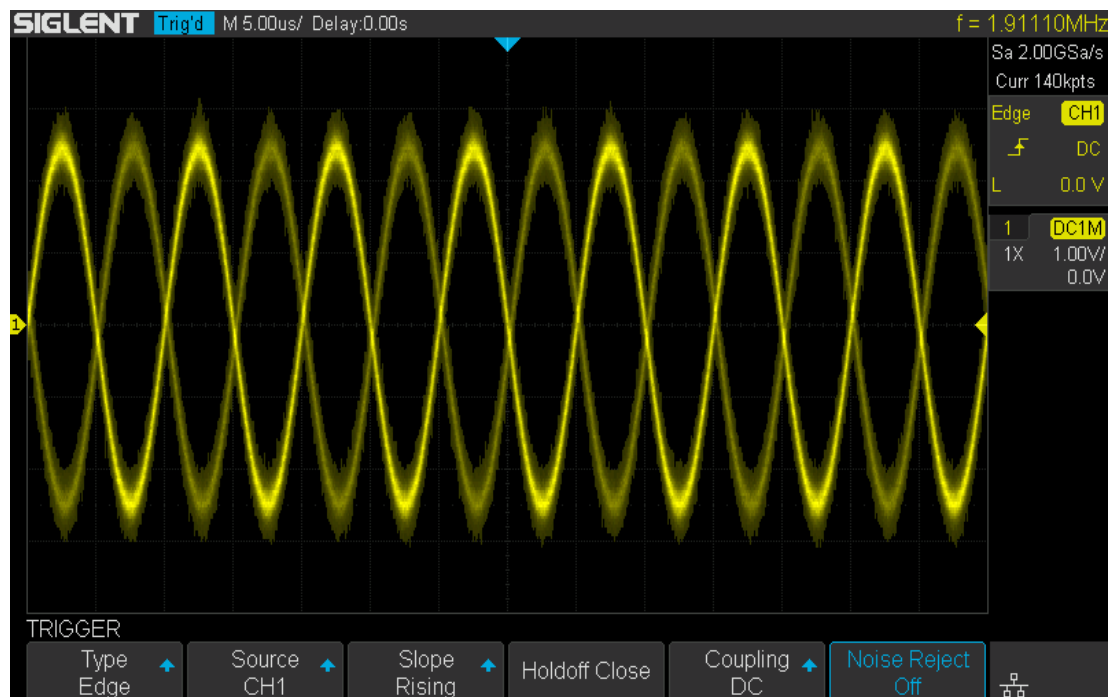 SIGLENT Trig'd M 5.00us/ Delay:0.00s f = 1.91110MHz
Sa 2.00GSa/s
Curr 140kpts
Edge CH1
DC
L 0.0 V
1 DC1M
1X 1.00V/
0.0V
1
TRIGGER
Type
Edge
Source
CH1
Slope
Rising
Holdoff Close
Coupling
DC
Noise Reject
Off